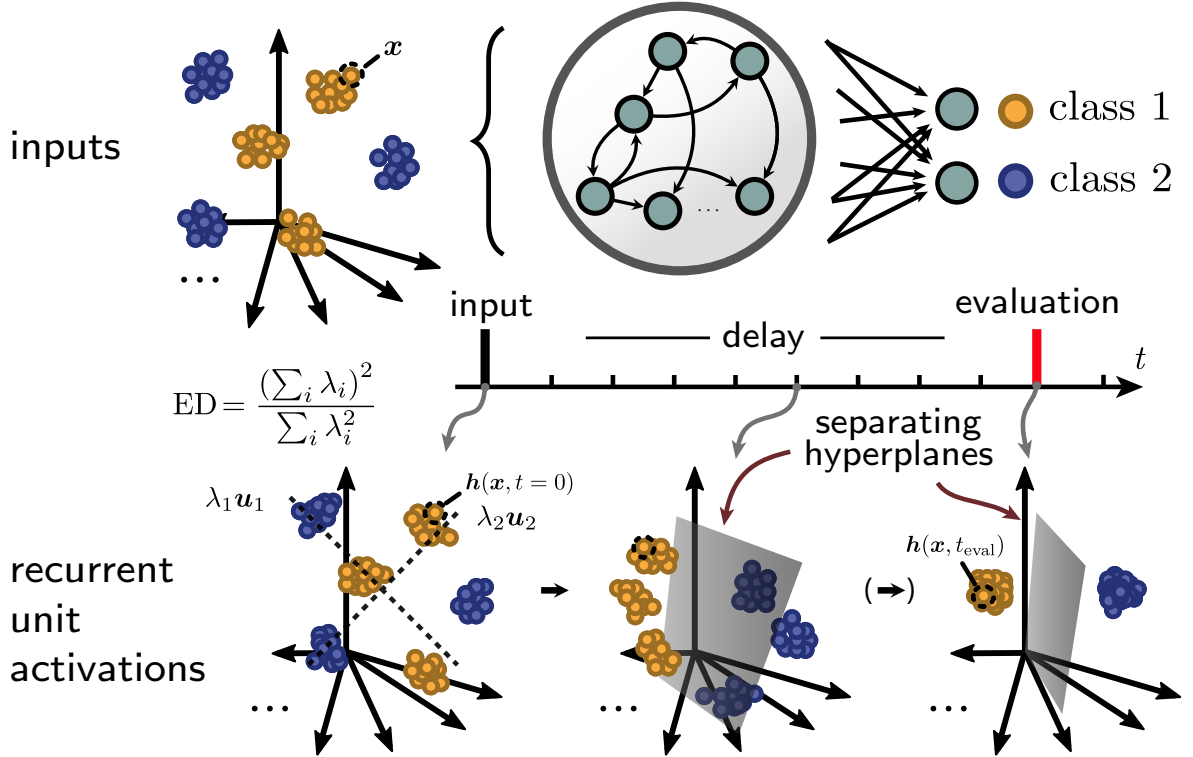 x
inputs
...
class 1
class 2
...
input
delay
evaluation
t
ED = (∑_i λ_i)^2 / ∑_i λ_i^2
separating
hyperplanes
λ_1 u_1
h(x, t = 0)
λ_2 u_2
h(x, t_eval)
recurrent
unit
activations
(→)
...
...
...